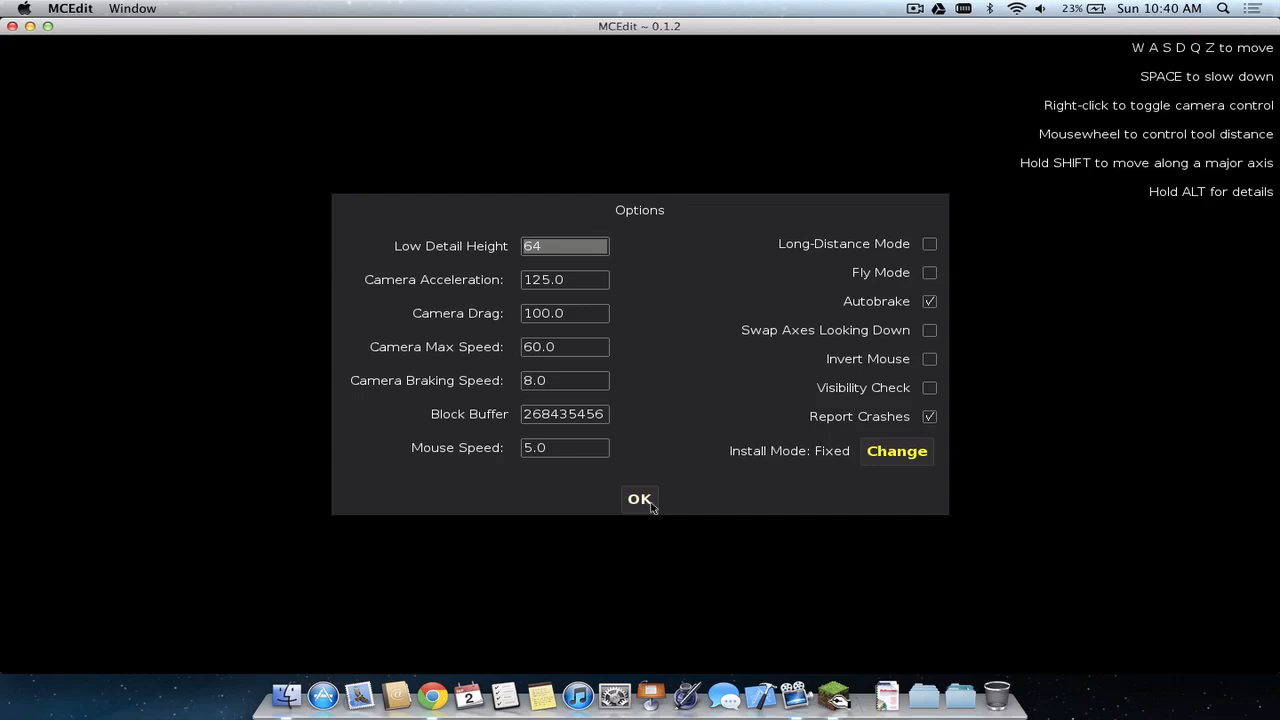 MCEdit Window 23% Sun 10:40 AM
MCEdit ~ 0.1.2
W A S D Q Z to move
SPACE to slow down
Right-click to toggle camera control
Mousewheel to control tool distance
Hold SHIFT to move along a major axis
Hold ALT for details
Options
Low Detail Height 64
Camera Acceleration: 125.0
Camera Drag: 100.0
Camera Max Speed: 60.0
Camera Braking Speed: 8.0
Block Buffer 268435456
Mouse Speed: 5.0
Long-Distance Mode
Fly Mode
Autobrake
Swap Axes Looking Down
Invert Mouse
Visibility Check
Report Crashes
Install Mode: Fixed Change
OK
2